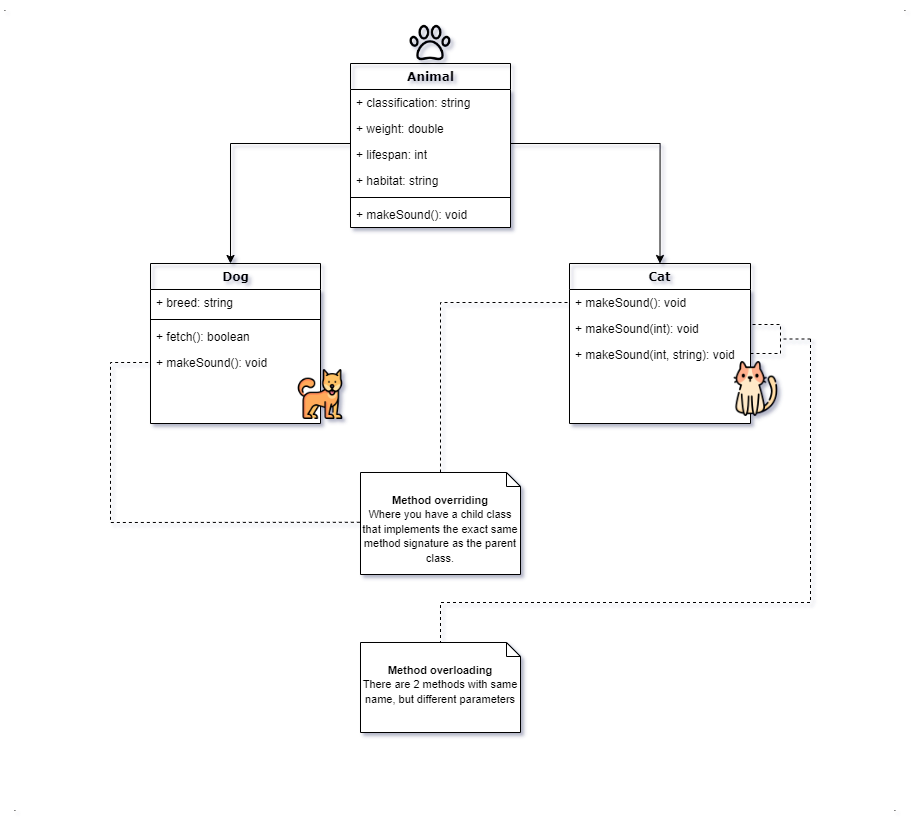 Animal
+ classification: string
+ weight: double
+ lifespan: int
+ habitat: string
+ makeSound(): void
Dog
+ breed: string
+ fetch(): boolean
+ makeSound(): void
Cat
+ makeSound(): void
+ makeSound(int): void
+ makeSound(int, string): void
Method overriding
Where you have a child class
that implements the exact same
method signature as the parent
class.
Method overloading
There are 2 methods with same
name, but different parameters